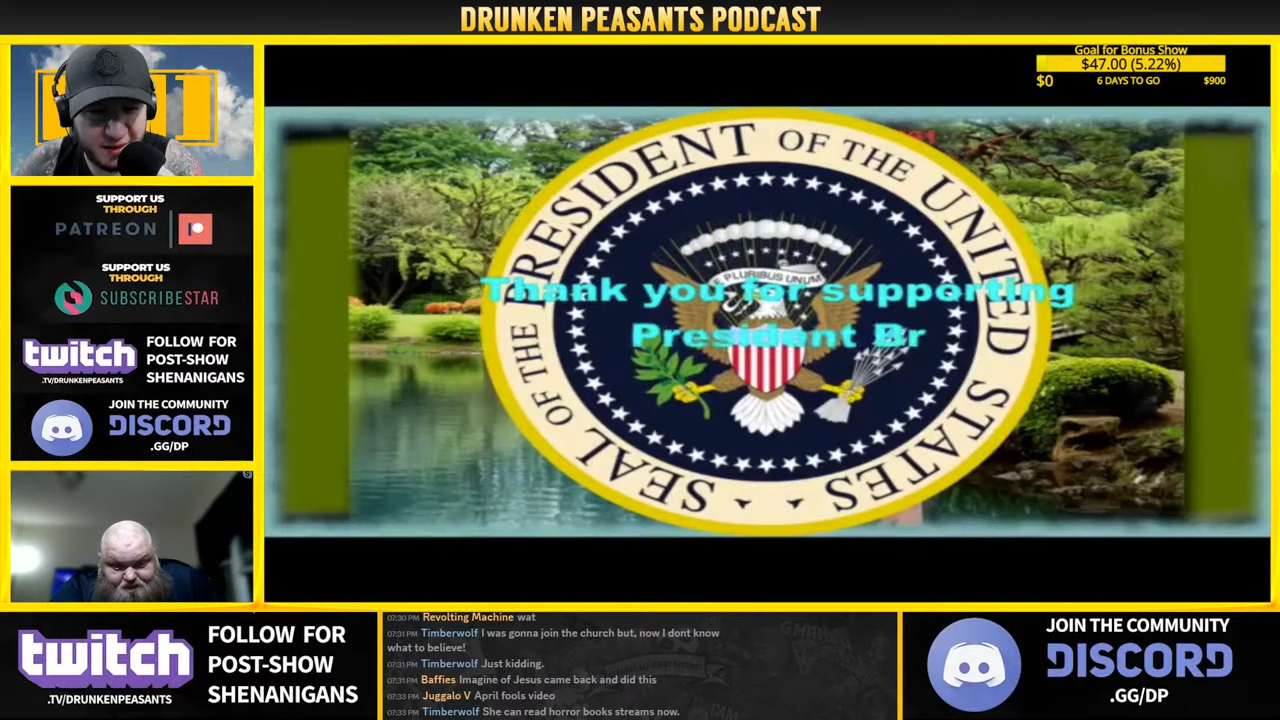 DRUNKEN PEASANTS PODCAST
Goal for Bonus Show
$47.00 (5.22%)
$0 6 DAYS TO GO $900
SUPPORT US
THROUGH
PATREON
SUPPORT US
THROUGH
SUBSCRIBESTAR
twitch
.TV/DRUNKENPEASANTS
FOLLOW FOR
POST-SHOW
SHENANIGANS
JOIN THE COMMUNITY
DISCORD
.GG/DP
SEAL OF THE PRESIDENT OF THE UNITED STATES
PLURIBUS UNUM
Thank you for supporting
President Br
07:30 PM Revolting Machine wat
07:31 PM Timberwolf I was gonna join the church but, now I dont know
what to believe!
07:31 PM Timberwolf Just kidding.
07:31 PM Baffies Imagine of Jesus came back and did this
07:33 PM Juggalo V April fools video
07:33 PM Timberwolf She can read horror books streams now.
twitch
.TV/DRUNKENPEASANTS
FOLLOW FOR
POST-SHOW
SHENANIGANS
JOIN THE COMMUNITY
DISCORD
.GG/DP